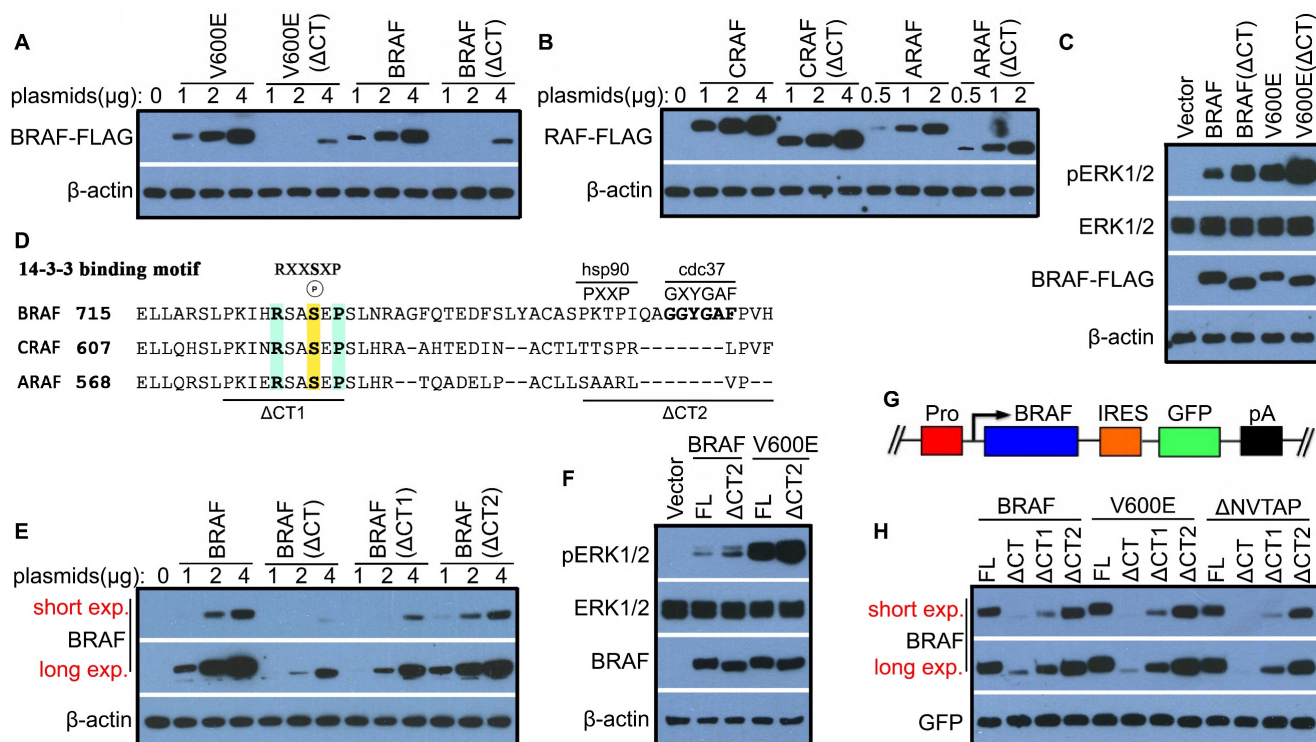 A
V600E
V600E (ΔCT)
BRAF
BRAF (ΔCT)
plasmids(μg): 0 1 2 4 1 2 4 1 2 4 1 2 4
BRAF-FLAG
β-actin
B
CRAF
CRAF (ΔCT)
ARAF
ARAF (ΔCT)
plasmids(μg): 0 1 2 4 1 2 4 0.5 1 2 0.5 1 2
RAF-FLAG
β-actin
C
Vector
BRAF
BRAF(ΔCT)
V600E
V600E(ΔCT)
pERK1/2
ERK1/2
BRAF-FLAG
β-actin
D
14-3-3 binding motif RXXSXP hsp90 cdc37
P PXXP GXYGAF
BRAF 715 ELLARSLPKIHRSASEPSLNRAGFQTEDFSLYACASPKTPIQAGGYGAFPVH
CRAF 607 ELLQHSLPKINRSASEPSLHRA-AHTEDIN--ACTLTTSPR-------LPVF
ARAF 568 ELLQRSLPKIERSASEPSLHR--TQADELP--ACLLSAARL-------VP--
ΔCT1 ΔCT2
E
BRAF
BRAF (ΔCT)
BRAF (ΔCT1)
BRAF (ΔCT2)
plasmids(μg): 0 1 2 4 1 2 4 1 2 4 1 2 4
short exp.
BRAF
long exp.
β-actin
F
BRAF V600E
Vector
FL
ΔCT2
FL
ΔCT2
pERK1/2
ERK1/2
BRAF
β-actin
G
Pro BRAF IRES GFP pA
H
BRAF V600E ΔNVTAP
FL ΔCT ΔCT1 ΔCT2 FL ΔCT ΔCT1 ΔCT2 FL ΔCT ΔCT1 ΔCT2
short exp.
BRAF
long exp.
GFP